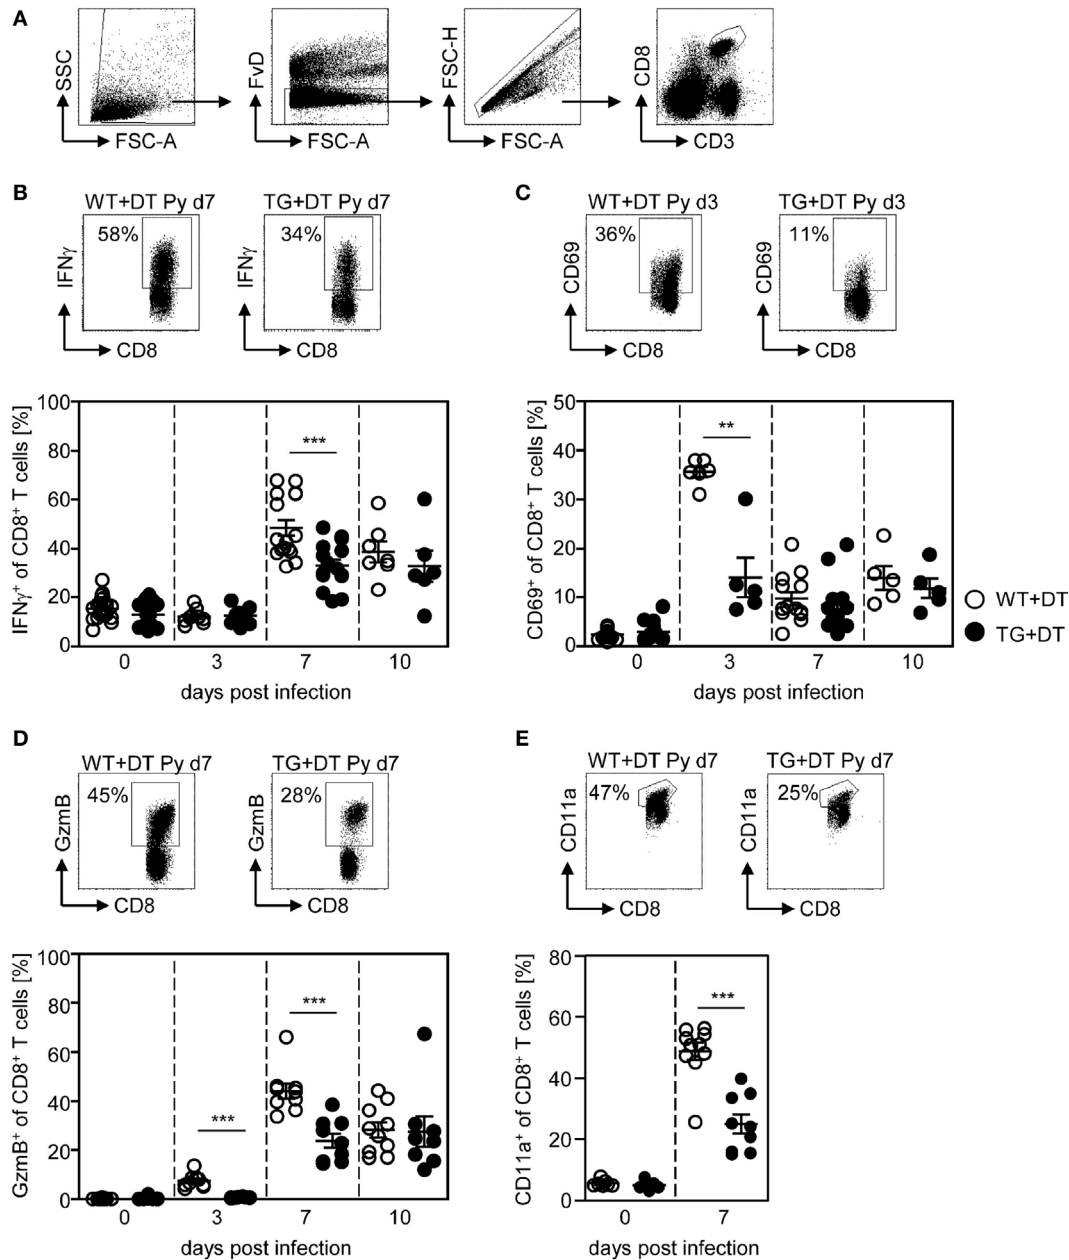 A
SSC
FSC-A
FvD
FSC-A
FSC-H
FSC-A
CD8
CD3
B
WT+DT Py d7
TG+DT Py d7
IFNγ
58%
CD8
IFNγ
34%
CD8
IFNγ⁺ of CD8⁺ T cells [%]
100
80
60
40
20
0
***
0 3 7 10
days post infection
C
WT+DT Py d3
TG+DT Py d3
CD69
36%
CD8
CD69
11%
CD8
CD69⁺ of CD8⁺ T cells [%]
50
40
30
20
10
0
**
0 3 7 10
days post infection
WT+DT
TG+DT
D
WT+DT Py d7
TG+DT Py d7
GzmB
45%
CD8
GzmB
28%
CD8
GzmB⁺ of CD8⁺ T cells [%]
100
80
60
40
20
0
***
***
0 3 7 10
days post infection
E
WT+DT Py d7
TG+DT Py d7
CD11a
47%
CD8
CD11a
25%
CD8
CD11a⁺ of CD8⁺ T cells [%]
80
60
40
20
0
***
0 7
days post infection